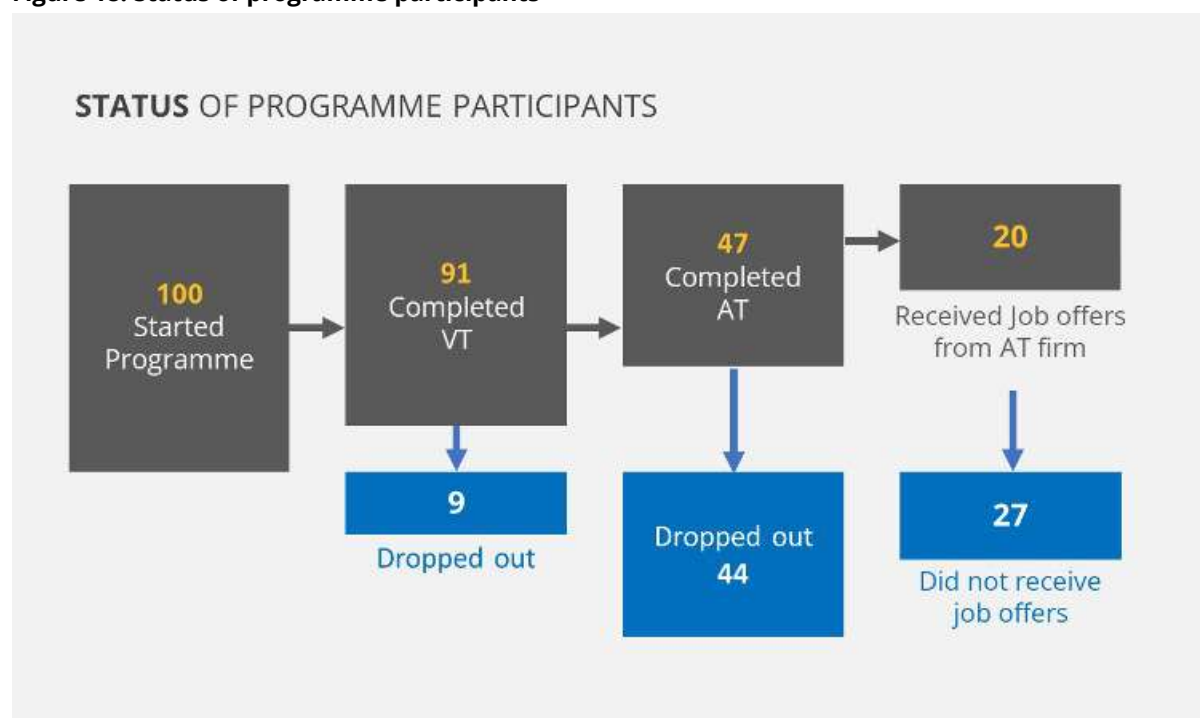 STATUS OF PROGRAMME PARTICIPANTS
100
Started
Programme
91
Completed
VT
9
Dropped out
47
Completed
AT
Dropped out
44
20
Received Job offers
from AT firm
27
Did not receive
job offers